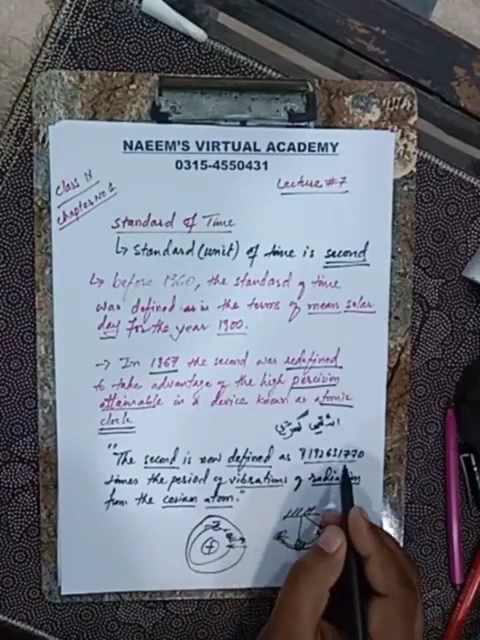 NAEEM'S VIRTUAL ACADEMY
0315-4550431
Class IX
Chapter No 1
Lecture #7
Standard of Time
↳ Standard (unit) of time is second
↳ before 1960, the standard of time
was defined in the terms of mean solar
day for the year 1900.
→ In 1967 the second was redefined
to take advantage of the high percision
attainable in a device known as atomic
clock
ایٹمی گھڑی
"The second is now defined as 9192631770
times the period of vibrations of radiation
from the cesium atom."